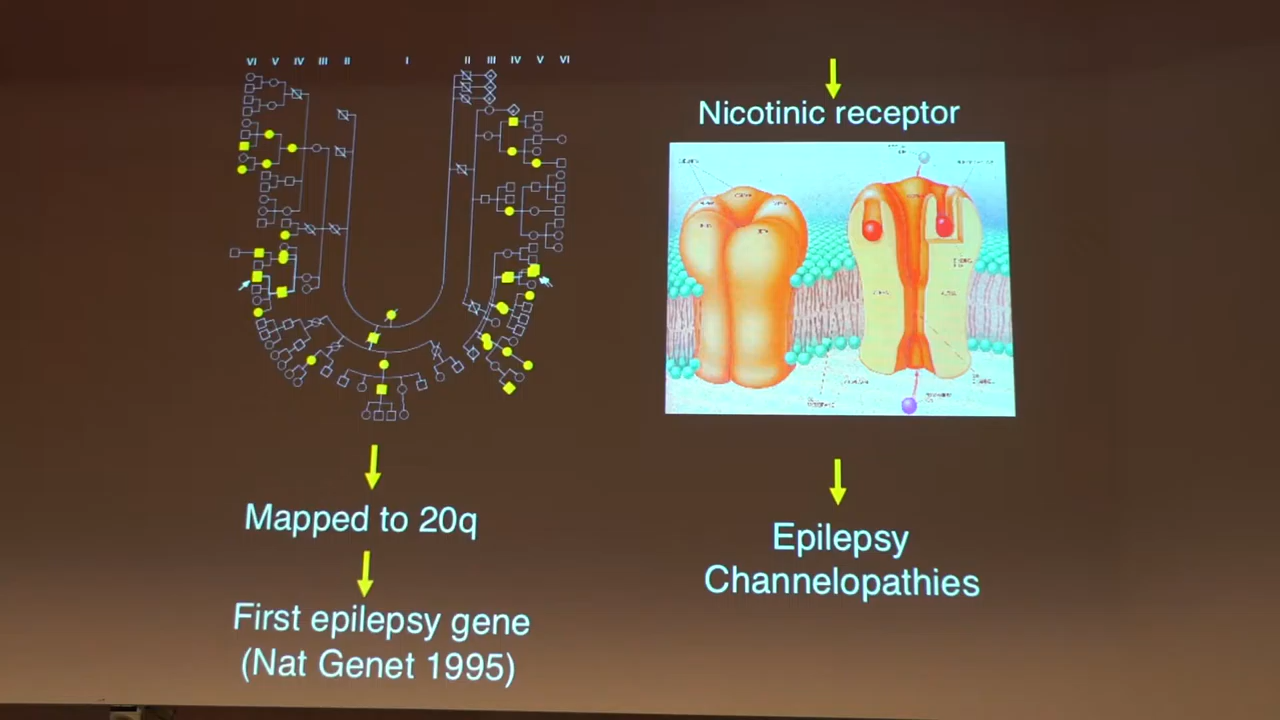 VI V IV III II I II III IV V VI
Mapped to 20q
First epilepsy gene
(Nat Genet 1995)
Nicotinic receptor
Epilepsy
Channelopathies